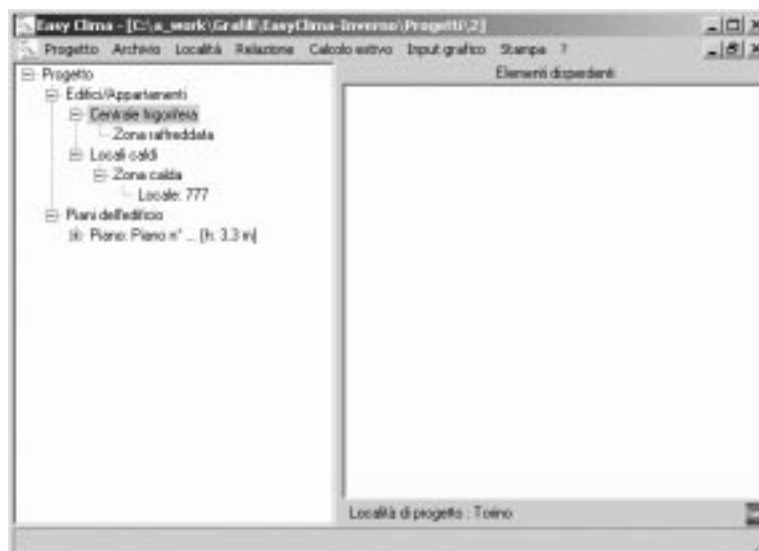 Easy Clima - [C:\a_work\Grafill\EasyClima-Inverno\Progetti\2]
Progetto Archivio Località Relazione Calcolo estivo Input grafico Stampa ?
Progetto
Edifici/Appartamenti
Centrale frigorifera
Zona raffreddata
Locali caldi
Zona calda
Locale: 777
Piani dell'edificio
Piano: Piano n° ... [h: 3.3 m]
Elementi disperdenti
Località di progetto : Torino